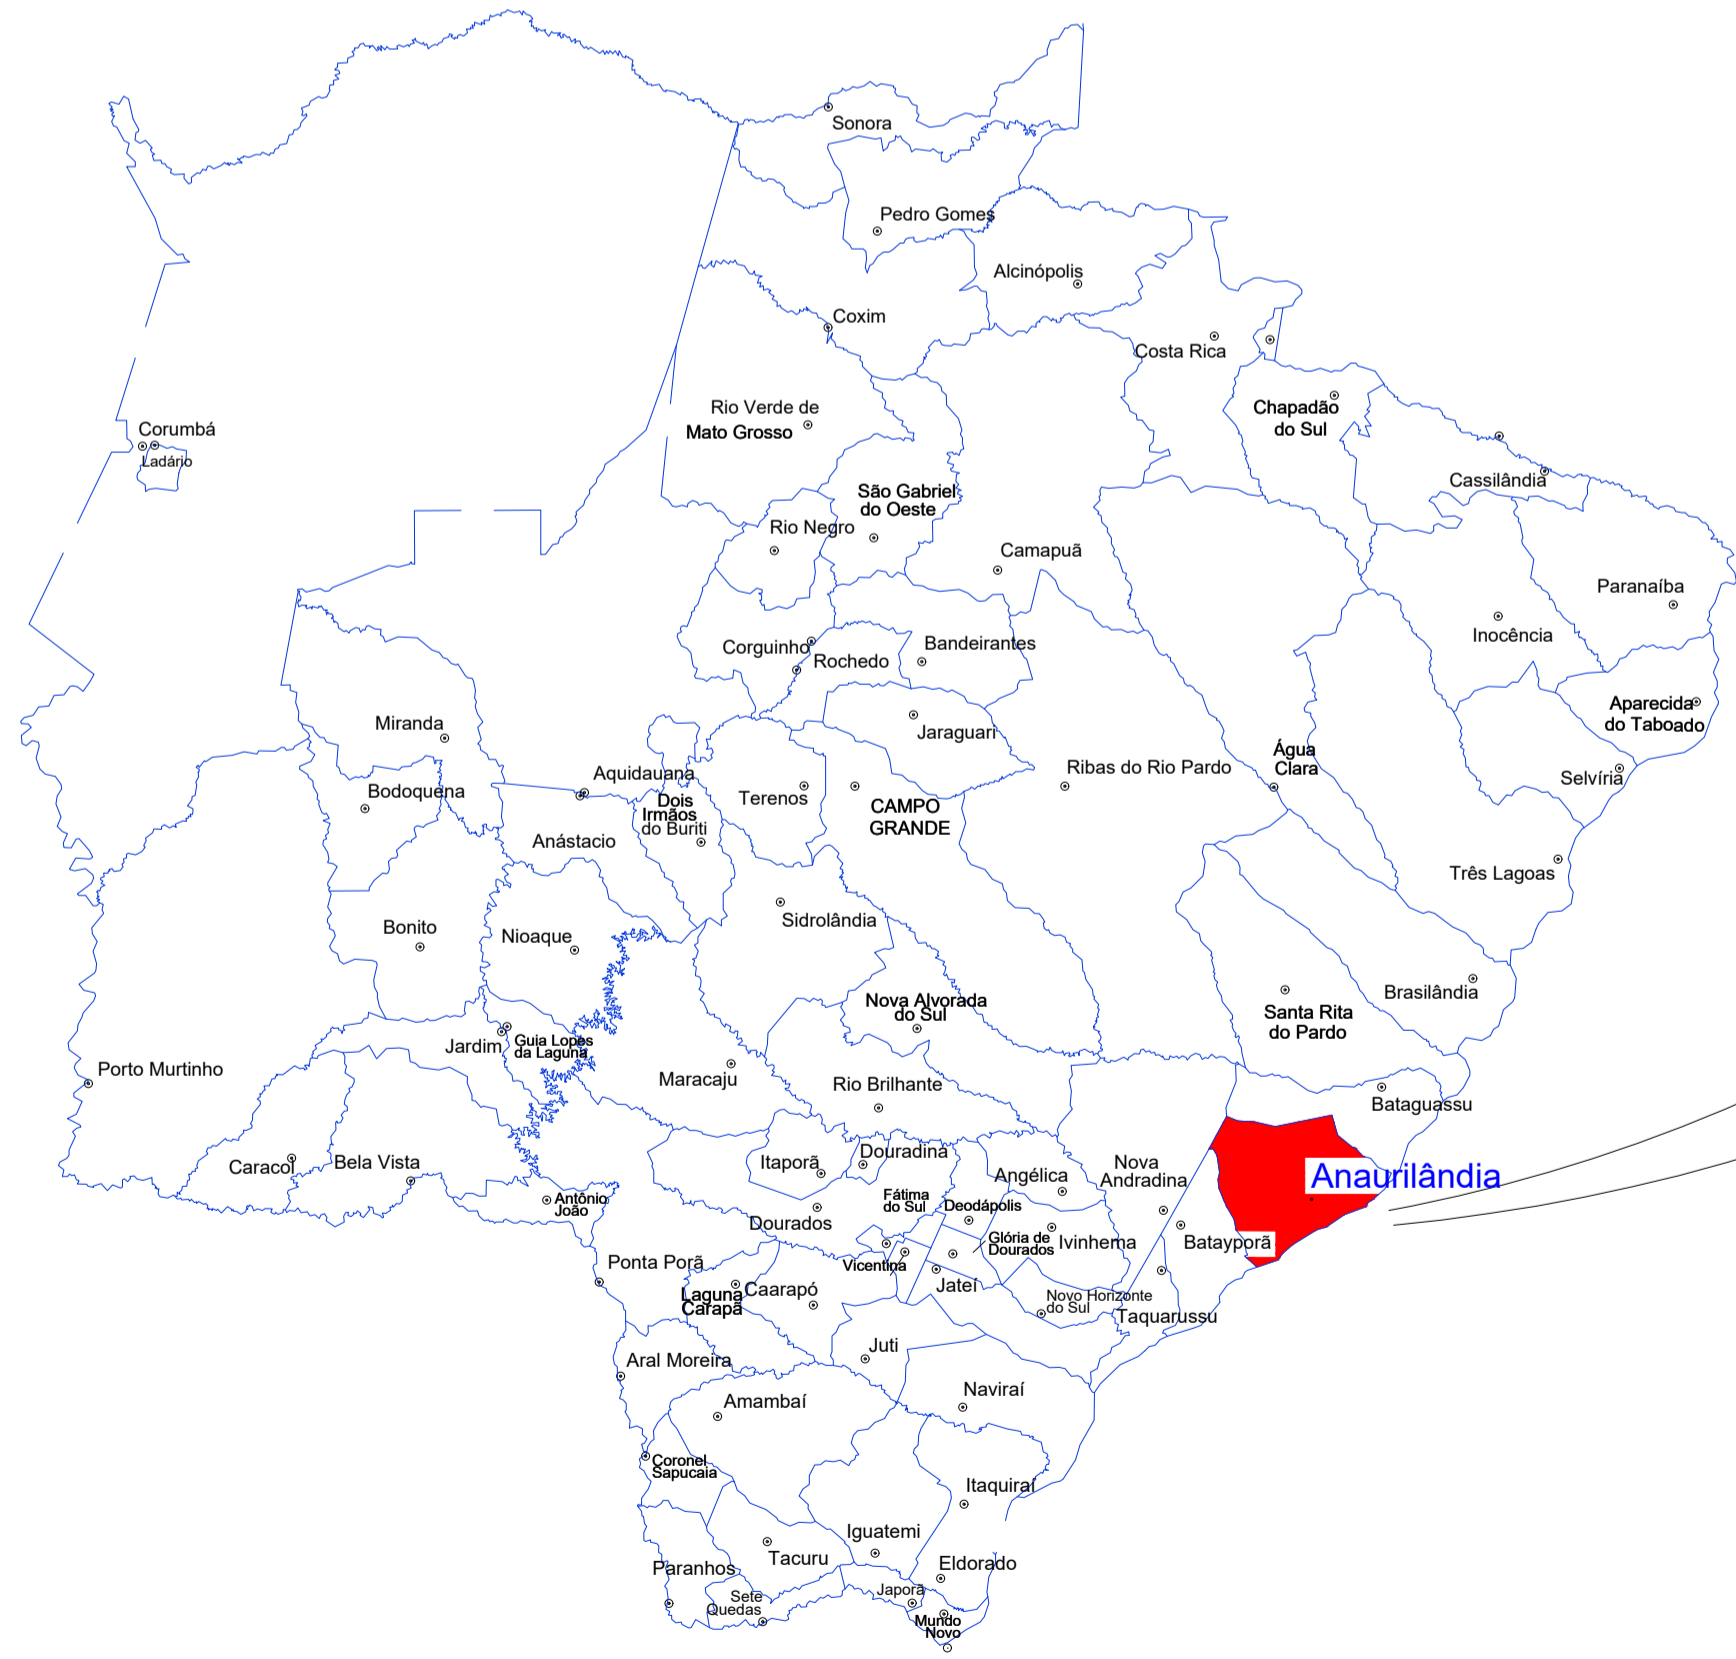 Sonora
Pedro Gomes
Alcinópolis
Coxim
Costa Rica
Rio Verde de
Mato Grosso
Chapadão
do Sul
Corumbá
Ladário
Cassilândia
São Gabriel
do Oeste
Rio Negro
Camapuã
Paranaíba
Inocência
Corguinho
Rochedo
Bandeirantes
Aparecida
do Taboado
Miranda
Jaraguari
Água
Clara
Ribas do Rio Pardo
Selvíria
Aquidauana
Bodoquena
Dois
Irmãos
do Buriti
Terenos
CAMPO
GRANDE
Anástacio
Três Lagoas
Sidrolândia
Bonito
Nioaque
Brasilândia
Nova Alvorada
do Sul
Santa Rita
do Pardo
Jardim
Guia Lopes
da Laguna
Porto Murtinho
Maracaju
Rio Brilhante
Bataguassu
Caracol
Bela Vista
Itaporã
Douradina
Angélica
Nova
Andradina
Anaurilândia
Antônio
João
Fátima
do Sul
Deodápolis
Dourados
Glória de
Dourados
Ivinhema
Batayporã
Ponta Porã
Vicentina
Jateí
Laguna
Carapã
Caarapó
Novo Horizonte
do Sul
Taquarussu
Juti
Aral Moreira
Naviraí
Amambaí
Coronel
Sapucaia
Itaquiraí
Iguatemi
Tacuru
Eldorado
Paranhos
Sete
Quedas
Japorã
Mundo
Novo